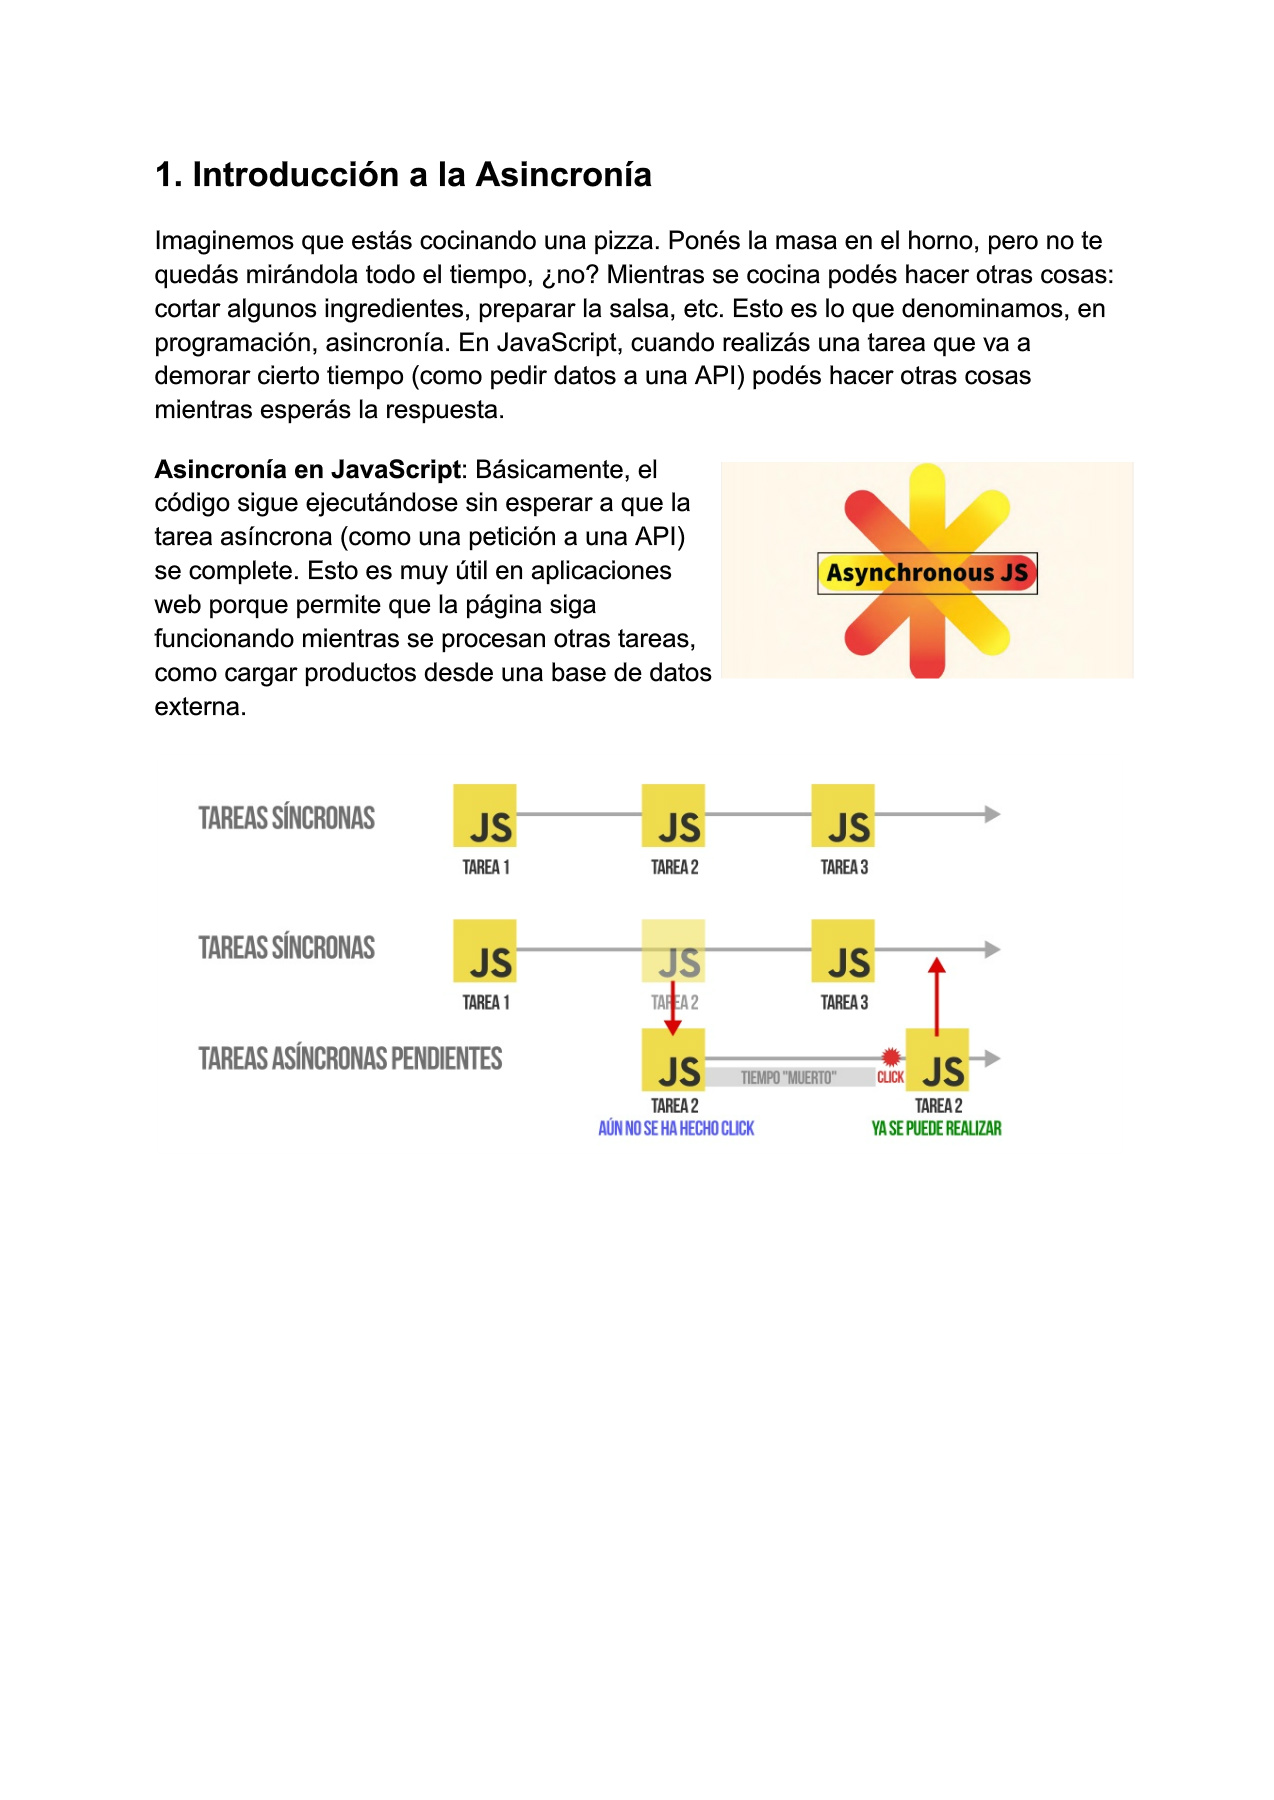 1. Introducción a la Asincronía
Imaginemos que estás cocinando una pizza. Ponés la masa en el horno, pero no te
quedás mirándola todo el tiempo, ¿no? Mientras se cocina podés hacer otras cosas:
cortar algunos ingredientes, preparar la salsa, etc. Esto es lo que denominamos, en
programación, asincronía. En JavaScript, cuando realizás una tarea que va a
demorar cierto tiempo (como pedir datos a una API) podés hacer otras cosas
mientras esperás la respuesta.
Asincronía en JavaScript: Básicamente, el
código sigue ejecutándose sin esperar a que la
tarea asíncrona (como una petición a una API)
se complete. Esto es muy útil en aplicaciones
web porque permite que la página siga
funcionando mientras se procesan otras tareas,
como cargar productos desde una base de datos
externa.
Asynchronous JS
TAREAS SÍNCRONAS JS JS JS
TAREA 1 TAREA 2 TAREA 3
TAREAS SÍNCRONAS JS JS JS
TAREA 1 TAREA 2 TAREA 3
TAREAS ASÍNCRONAS PENDIENTES JS TIEMPO "MUERTO" CLICK JS
TAREA 2 TAREA 2
AÚN NO SE HA HECHO CLICK YA SE PUEDE REALIZAR